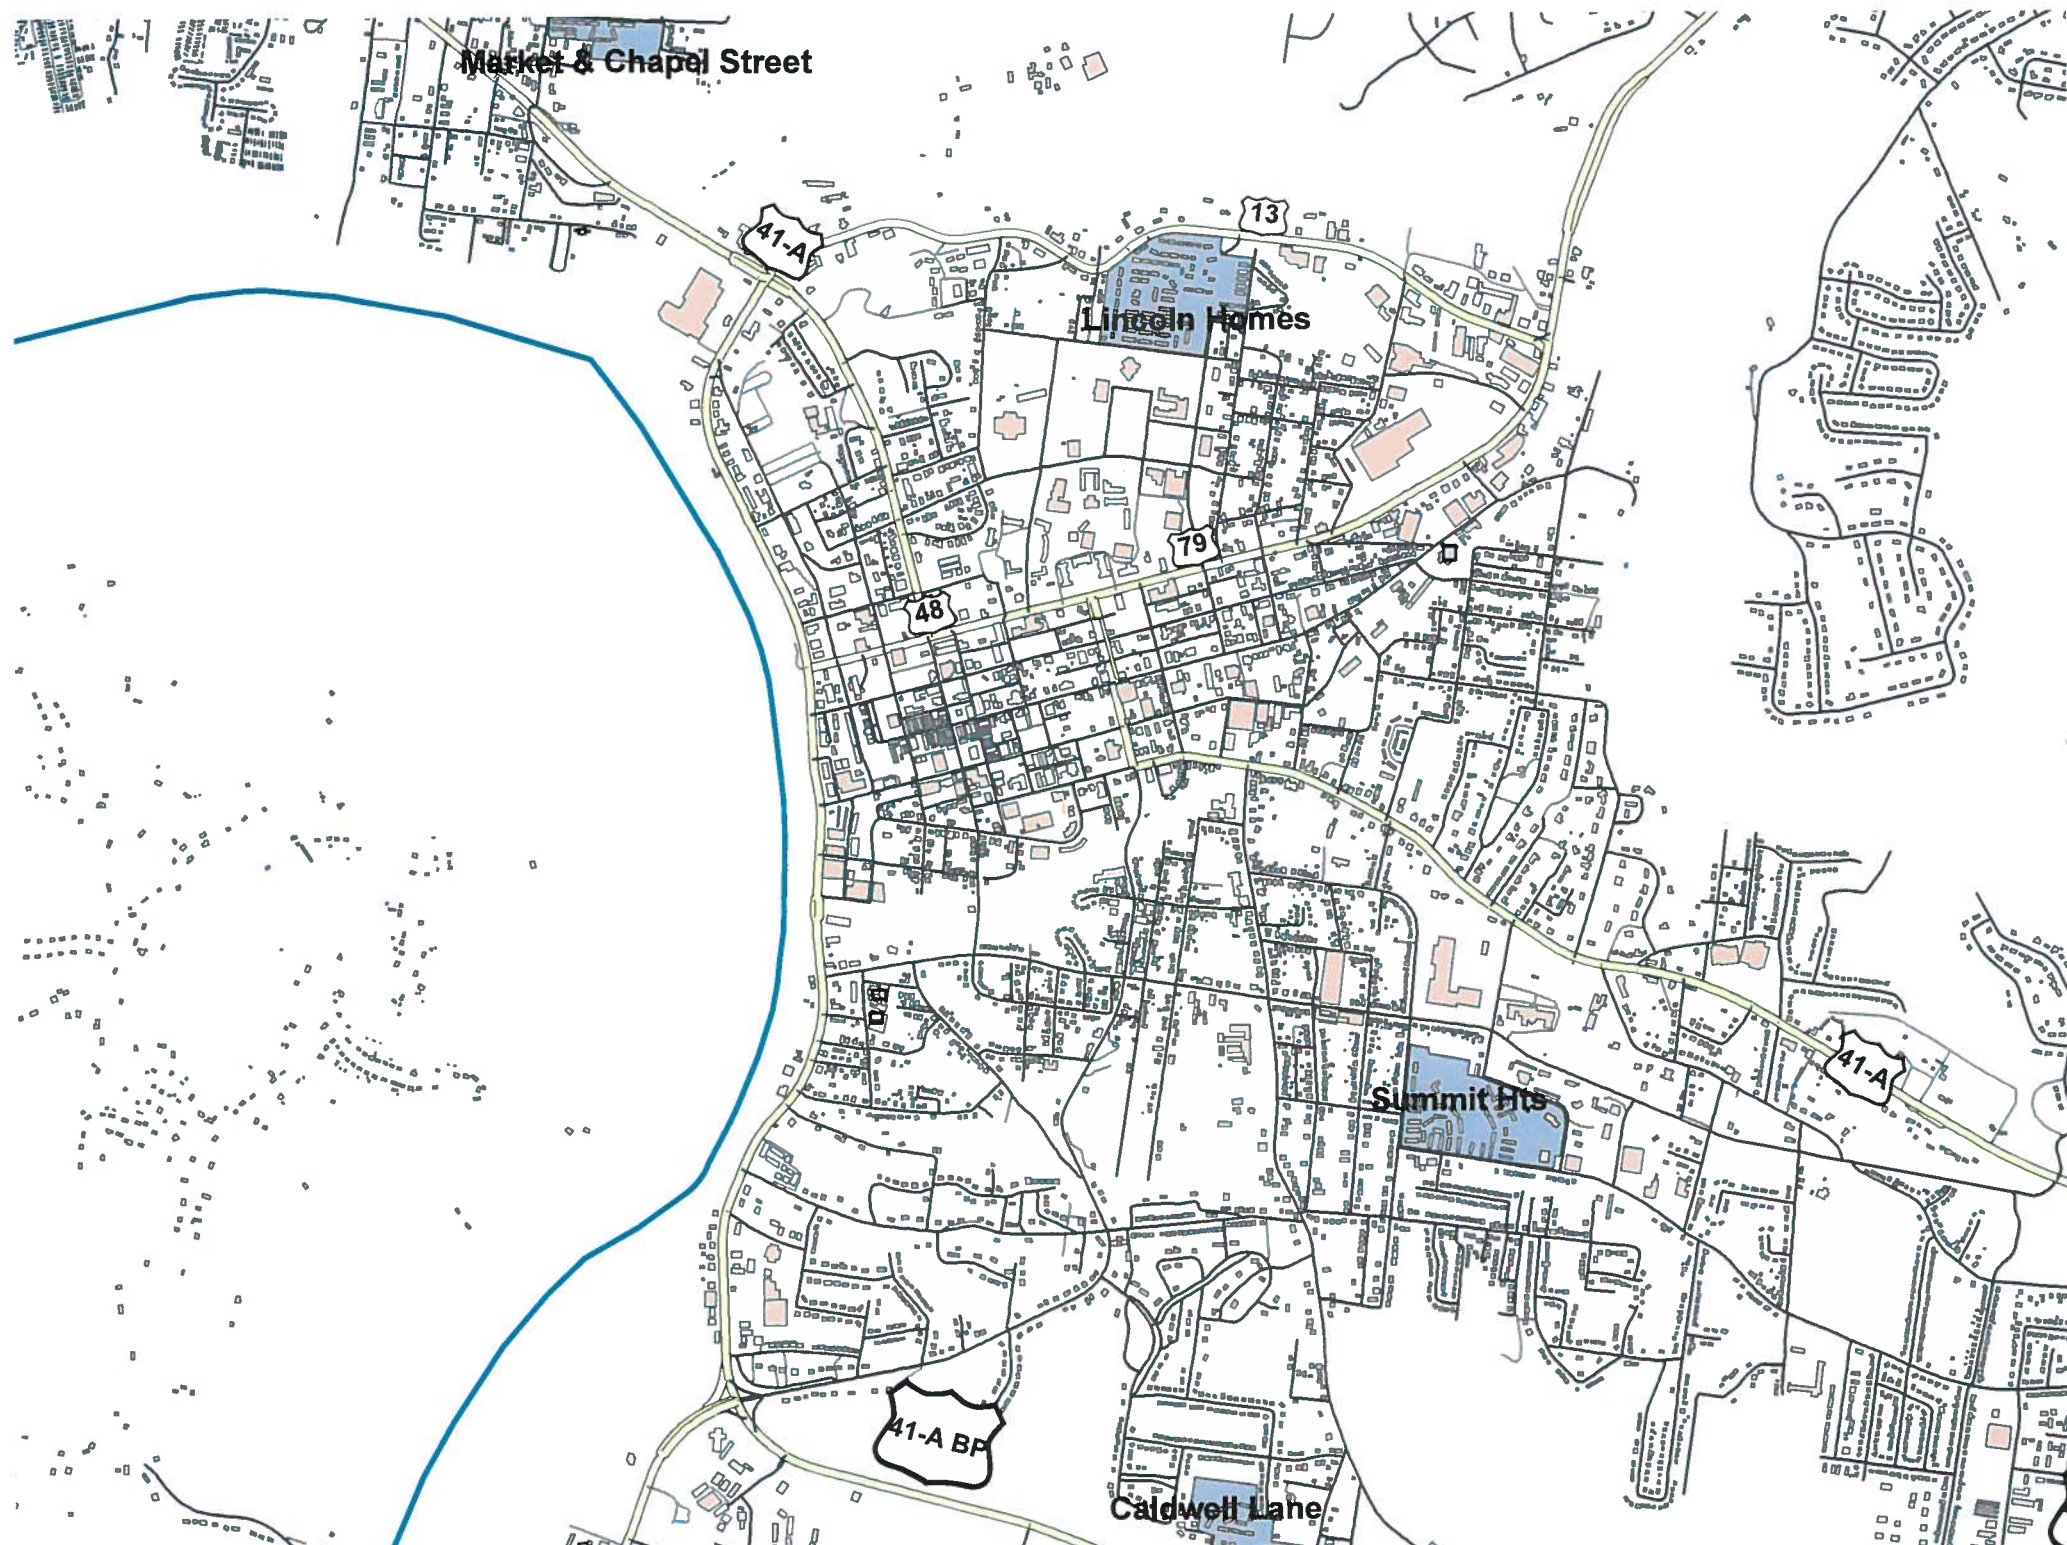 Market & Chapel Street
13
41-A
Lincoln Homes
79
48
41-A
Summit Hts
41-A BP
Caldwell Lane